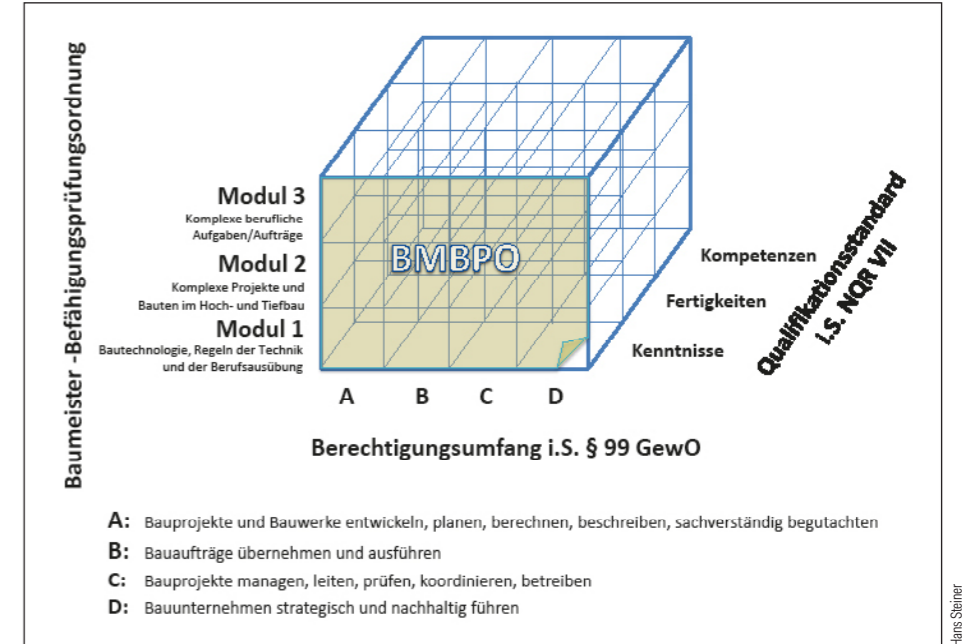 Baumeister -Befähigungsprüfungsordnung
Modul 3
Komplexe berufliche
Aufgaben/Aufträge
Modul 2
Komplexe Projekte und
Bauten im Hoch- und Tiefbau
Modul 1
Bautechnologie, Regeln der Technik
und der Berufsausübung
BMBPO
Kompetenzen
Fertigkeiten
Kenntnisse
Qualifikationsstandard
i.S. NQR VII
A B C D
Berechtigungsumfang i.S. § 99 GewO
A: Bauprojekte und Bauwerke entwickeln, planen, berechnen, beschreiben, sachverständig begutachten
B: Bauaufträge übernehmen und ausführen
C: Bauprojekte managen, leiten, prüfen, koordinieren, betreiben
D: Bauunternehmen strategisch und nachhaltig führen
Hans Steiner